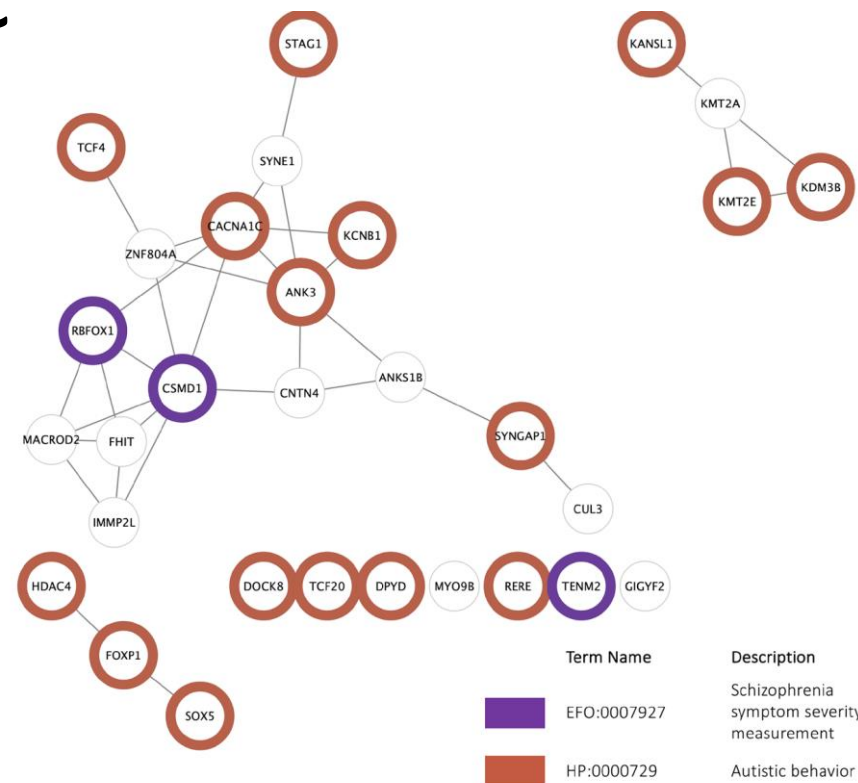 STAG1
KANSL1
KMT2A
TCF4
SYNE1
KDM3B
KMT2E
CACNA1C
KCNB1
ZNF804A
ANK3
RBFOX1
CSMD1
CNTN4
ANKS1B
MACROD2
FHIT
SYNGAP1
IMMP2L
CUL3
HDAC4
DOCK8
TCF20
DPYD
MYO9B
RERE
TENM2
GIGYF2
FOXP1
SOX5
Term Name Description
EFO:0007927 Schizophrenia
symptom severity
measurement
HP:0000729 Autistic behavior